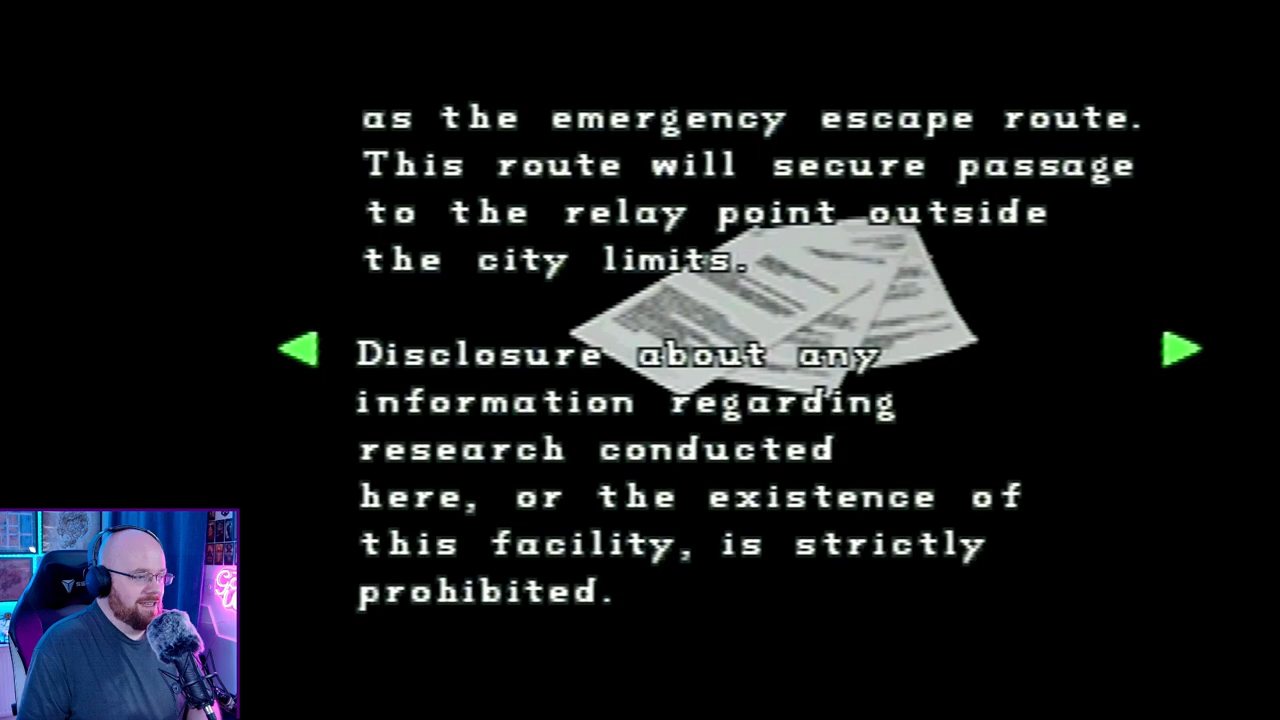 as the emergency escape route.
This route will secure passage
to the relay point outside
the city limits.
Disclosure about any
information regarding
research conducted
here, or the existence of
this facility, is strictly
prohibited.